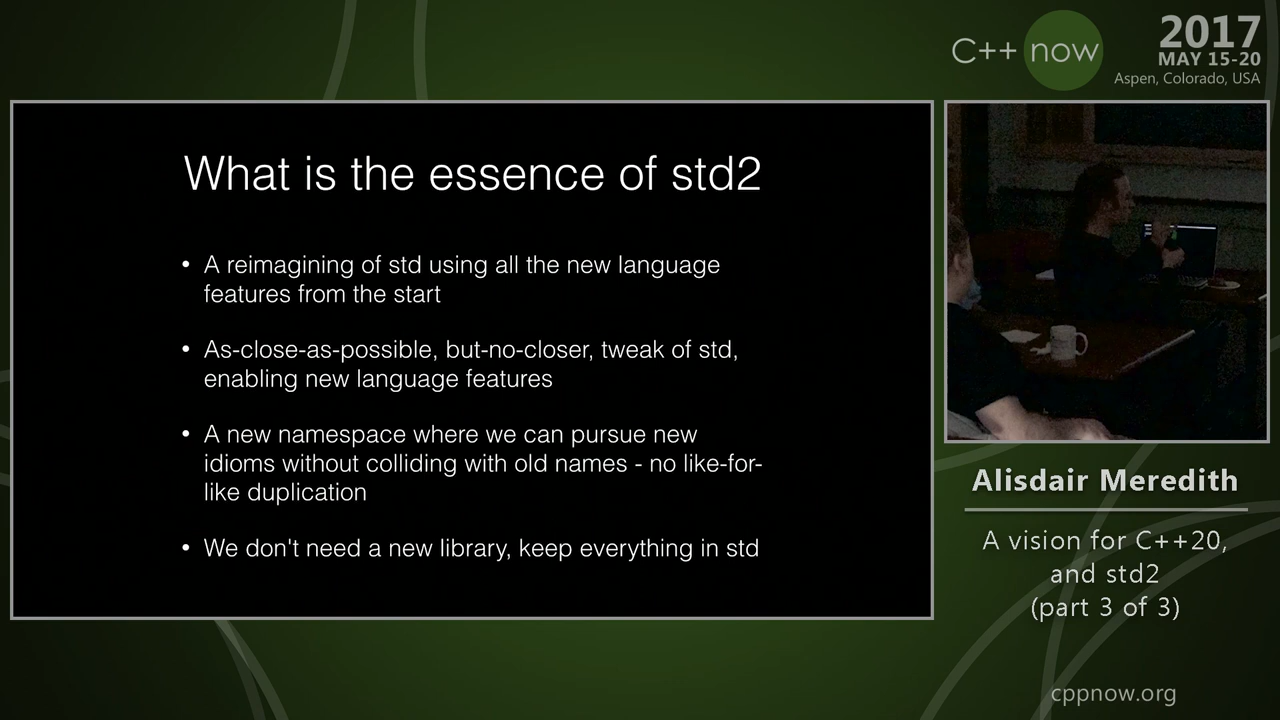 C++ now
2017
MAY 15-20
Aspen, Colorado, USA
What is the essence of std2
• A reimagining of std using all the new language
features from the start
• As-close-as-possible, but-no-closer, tweak of std,
enabling new language features
• A new namespace where we can pursue new
idioms without colliding with old names - no like-for-
like duplication
• We don't need a new library, keep everything in std
Alisdair Meredith
A vision for C++20,
and std2
(part 3 of 3)
cppnow.org